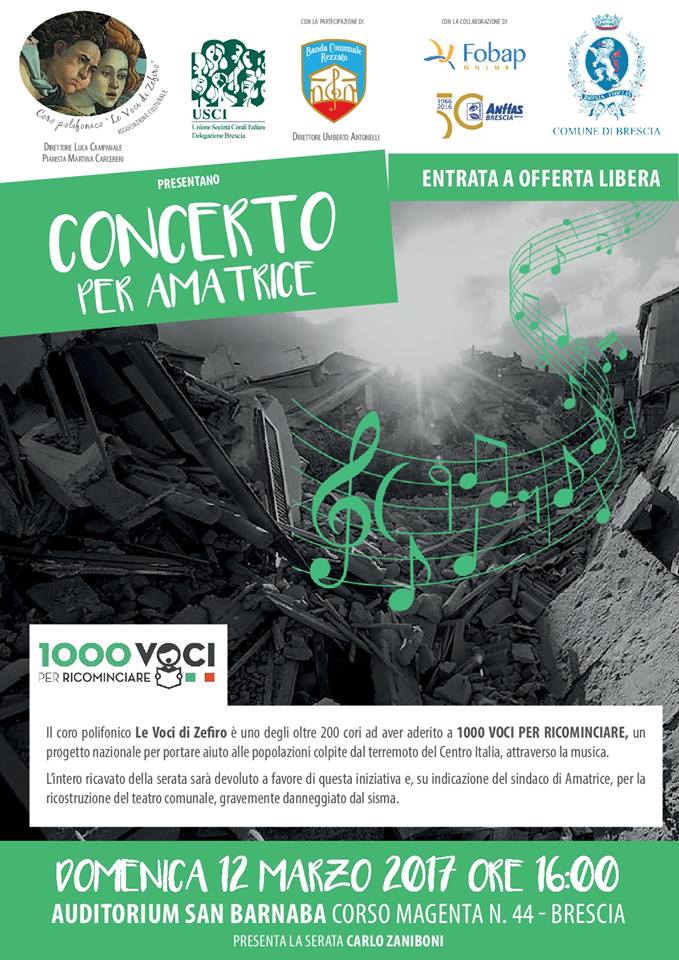 Coro polifonico "Le Voci di Zefiro"
ASSOCIAZIONE CULTURALE
DIRETTORE LUCA CAMPANALE
PIANISTA MARTINA CARCERERI
USCI
Unione Società Corali Italiane
Delegazione Brescia
CON LA PARTECIPAZIONE DI
Banda Comunale
Rezzato
DIRETTORE UMBERTO ANTONELLI
CON LA COLLABORAZIONE DI
Fobap
ONLUS
1966
2016
50
Anffas
BRESCIA
BRIXIA FIDELIS
COMUNE DI BRESCIA
PRESENTANO
CONCERTO
PER AMATRICE
ENTRATA A OFFERTA LIBERA
1000 VOCI
PER RICOMINCIARE
Il coro polifonico Le Voci di Zefiro è uno degli oltre 200 cori ad aver aderito a 1000 VOCI PER RICOMINCIARE, un
progetto nazionale per portare aiuto alle popolazioni colpite dal terremoto del Centro Italia, attraverso la musica.
L'intero ricavato della serata sarà devoluto a favore di questa iniziativa e, su indicazione del sindaco di Amatrice, per la
ricostruzione del teatro comunale, gravemente danneggiato dal sisma.
DOMENICA 12 MARZO 2017 ORE 16:00
AUDITORIUM SAN BARNABA CORSO MAGENTA N. 44 - BRESCIA
PRESENTA LA SERATA CARLO ZANIBONI